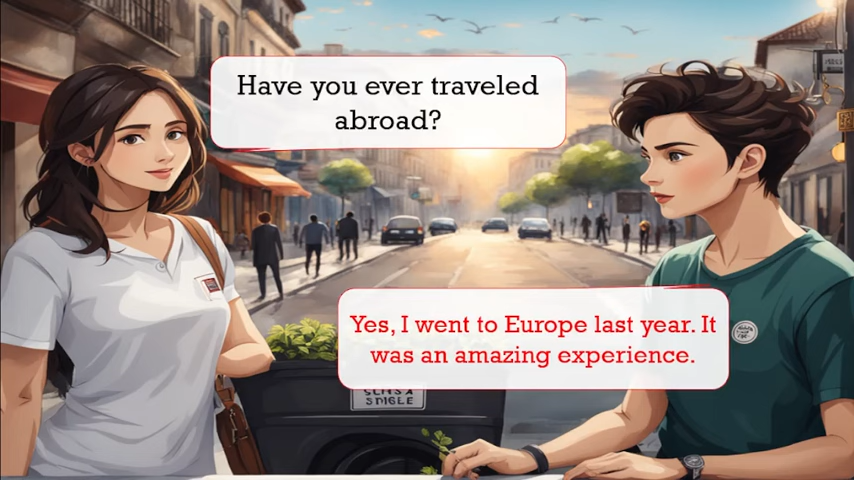 Have you ever traveled
abroad?
Yes, I went to Europe last year. It
was an amazing experience.